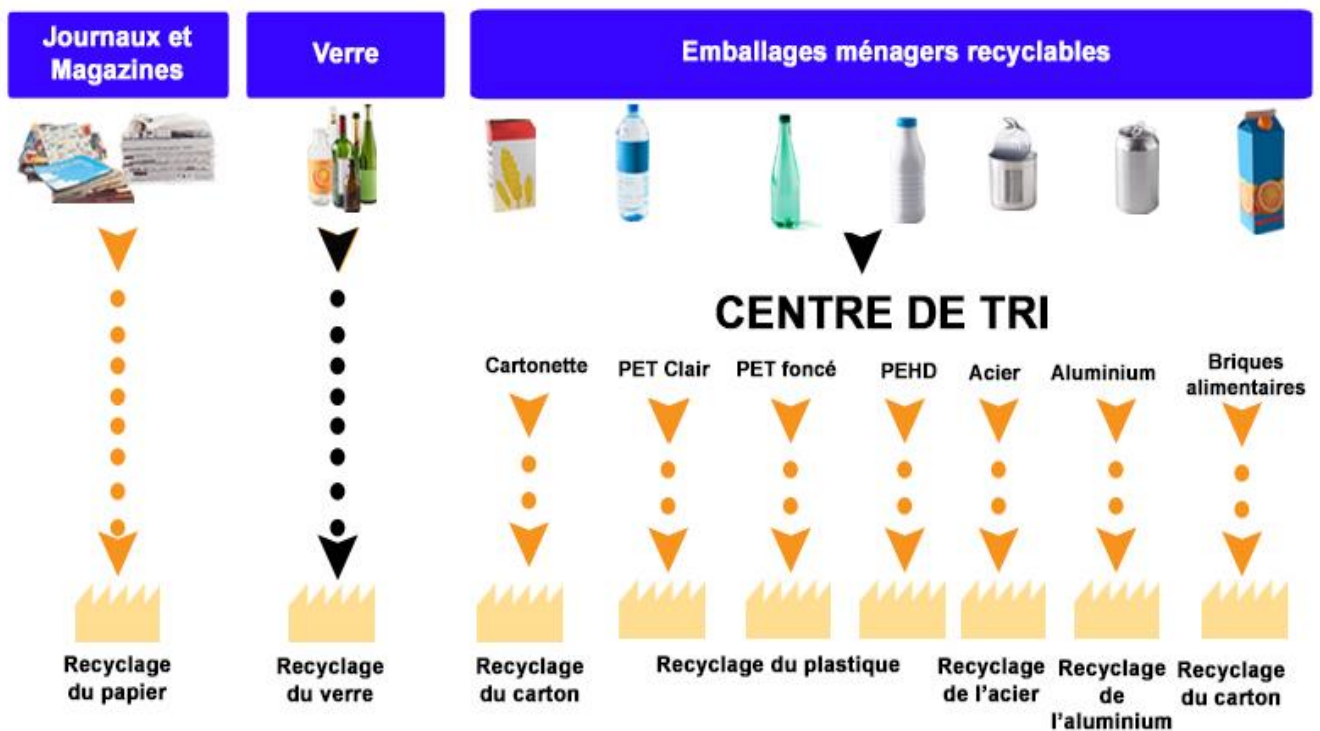 Journaux et
Magazines
Verre
Emballages ménagers recyclables
CENTRE DE TRI
Cartonette
PET Clair
PET foncé
PEHD
Acier
Aluminium
Briques
alimentaires
Recyclage
du papier
Recyclage
du verre
Recyclage
du carton
Recyclage du plastique
Recyclage
de l'acier
Recyclage
de
l'aluminium
Recyclage
du carton